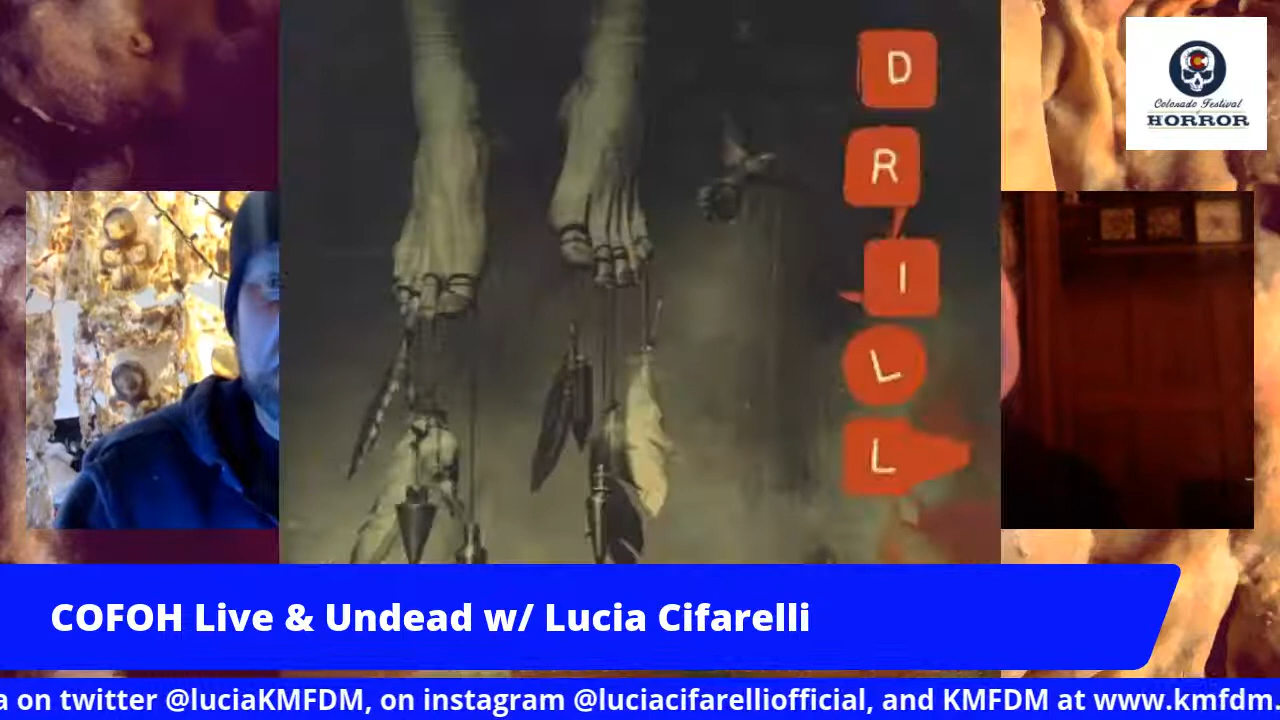 D
R
I
L
L
Colorado Festival
OF
HORROR
COFOH Live & Undead w/ Lucia Cifarelli
a on twitter @luciaKMFDM, on instagram @luciacifarelliofficial, and KMFDM at www.kmfdm.